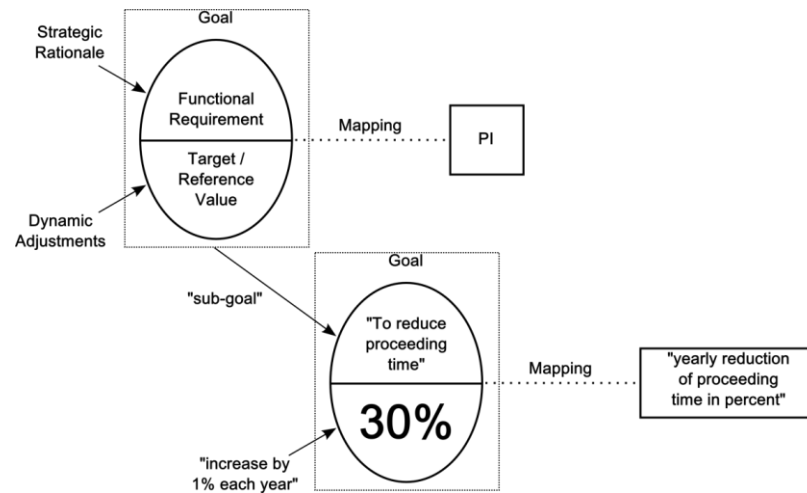 Goal
Strategic
Rationale
Functional
Requirement
Mapping
PI
Target /
Reference
Value
Dynamic
Adjustments
Goal
"sub-goal"
"To reduce
proceeding
time"
Mapping
"yearly reduction
of proceeding
time in percent"
30%
"increase by
1% each year"